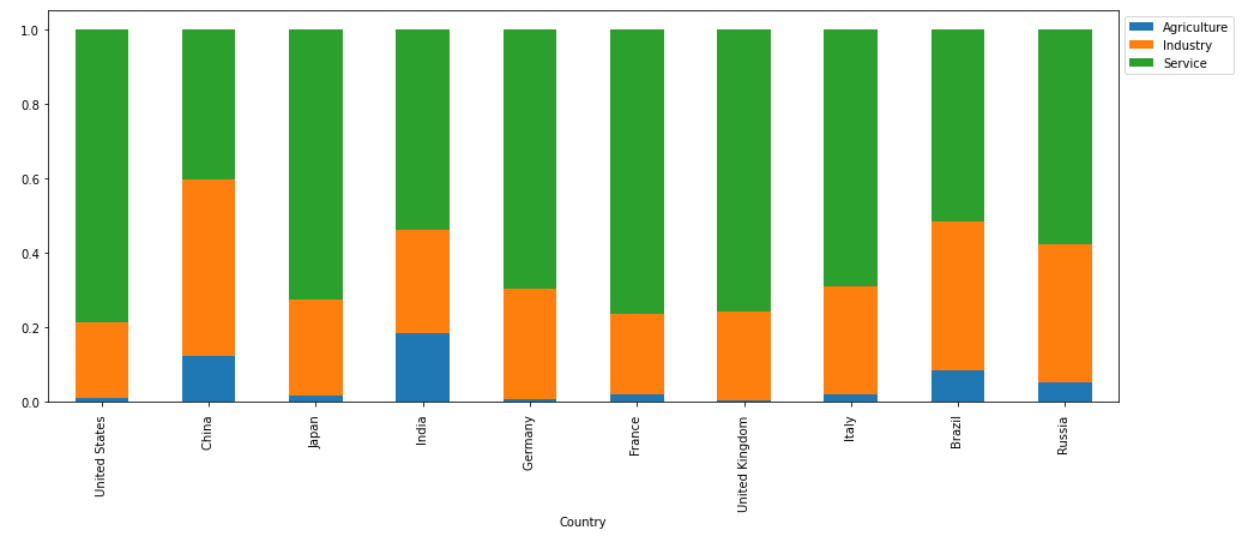 1.0
0.8
0.6
0.4
0.2
0.0
United States
China
Japan
India
Germany
France
United Kingdom
Italy
Brazil
Russia
Country
Agriculture
Industry
Service